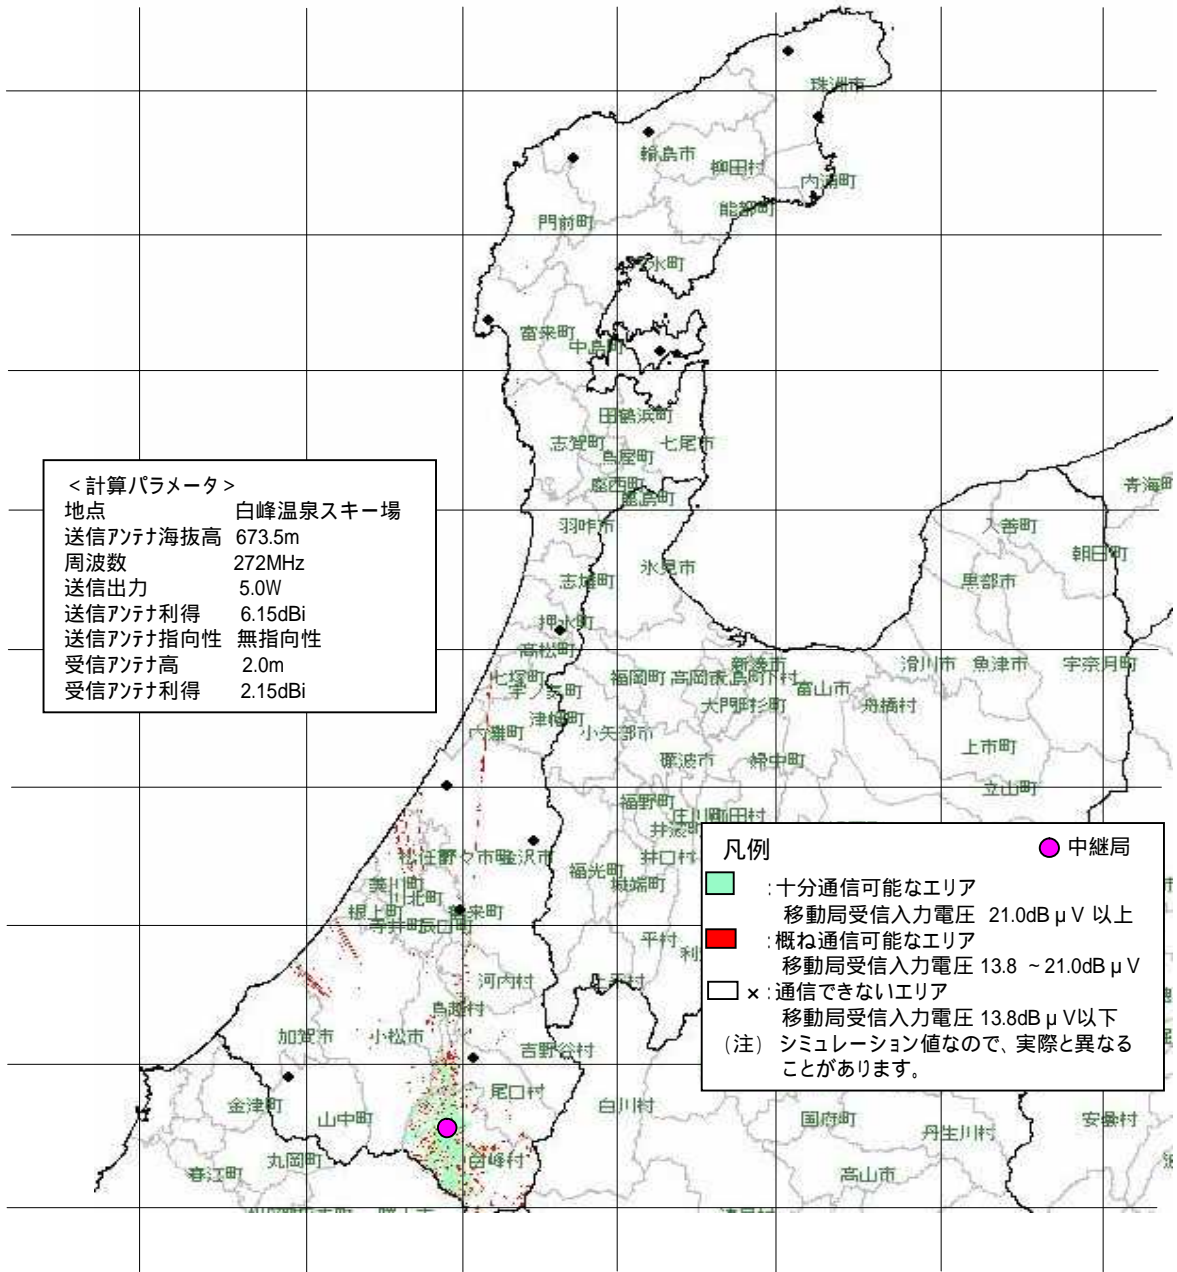 珠洲市
輪島市
柳田村
内浦町
能都町
門前町
穴水町
富来町
中島町
田鶴浜町
志賀町
七尾市
鳥屋町
鹿西町
鹿島町
青海町
入善町
朝日町
羽咋市
氷見市
黒部市
志雄町
<計算パラメータ>
地点 白峰温泉スキー場
送信アンテナ海抜高 673.5m
周波数 272MHz
送信出力 5.0W
送信アンテナ利得 6.15dBi
送信アンテナ指向性 無指向性
受信アンテナ高 2.0m
受信アンテナ利得 2.15dBi
押水町
高松町
七塚町
宇ノ気町
福岡町
高岡市
大島町
下村
新湊市
富山市
滑川市
魚津市
宇奈月町
舟橋村
大門町
杉町
津幡町
内灘町
小矢部市
砺波市
婦中町
上市町
立山町
福野町
庄川町
井波町
井口村
城端町
福光町
松任市
野々市町
金沢市
美川町
川北町
根上町
寺井町
辰口町
鶴来町
平村
上平村
河内村
鳥越村
加賀市
小松市
吉野谷村
尾口村
白川村
国府町
丹生川村
安曇村
金津町
山中町
丸岡町
白峰村
春江町
高山市
凡例 中継局
:十分通信可能なエリア
移動局受信入力電圧 21.0dBμV 以上
:概ね通信可能なエリア
移動局受信入力電圧 13.8 ~21.0dBμV
×:通信できないエリア
移動局受信入力電圧 13.8dBμV以下
(注) シミュレーション値なので、実際と異なる
ことがあります。